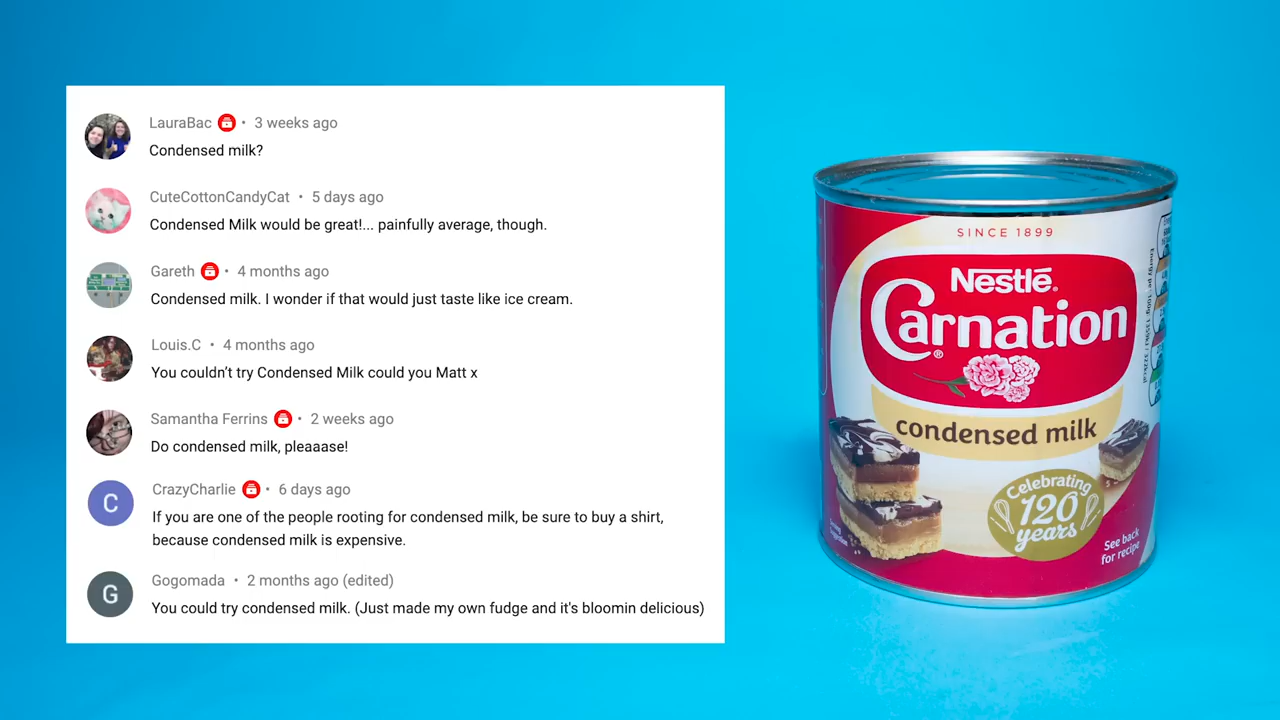 LauraBac • 3 weeks ago
Condensed milk?
CuteCottonCandyCat • 5 days ago
Condensed Milk would be great!... painfully average, though.
Gareth • 4 months ago
Condensed milk. I wonder if that would just taste like ice cream.
Louis.C • 4 months ago
You couldn't try Condensed Milk could you Matt x
Samantha Ferrins • 2 weeks ago
Do condensed milk, pleaaase!
C
CrazyCharlie • 6 days ago
If you are one of the people rooting for condensed milk, be sure to buy a shirt,
because condensed milk is expensive.
G
Gogomada • 2 months ago (edited)
You could try condensed milk. (Just made my own fudge and it's bloomin delicious)
SINCE 1899
Nestlé®
Carnation®
condensed milk
Celebrating
120
years
See back
for recipe